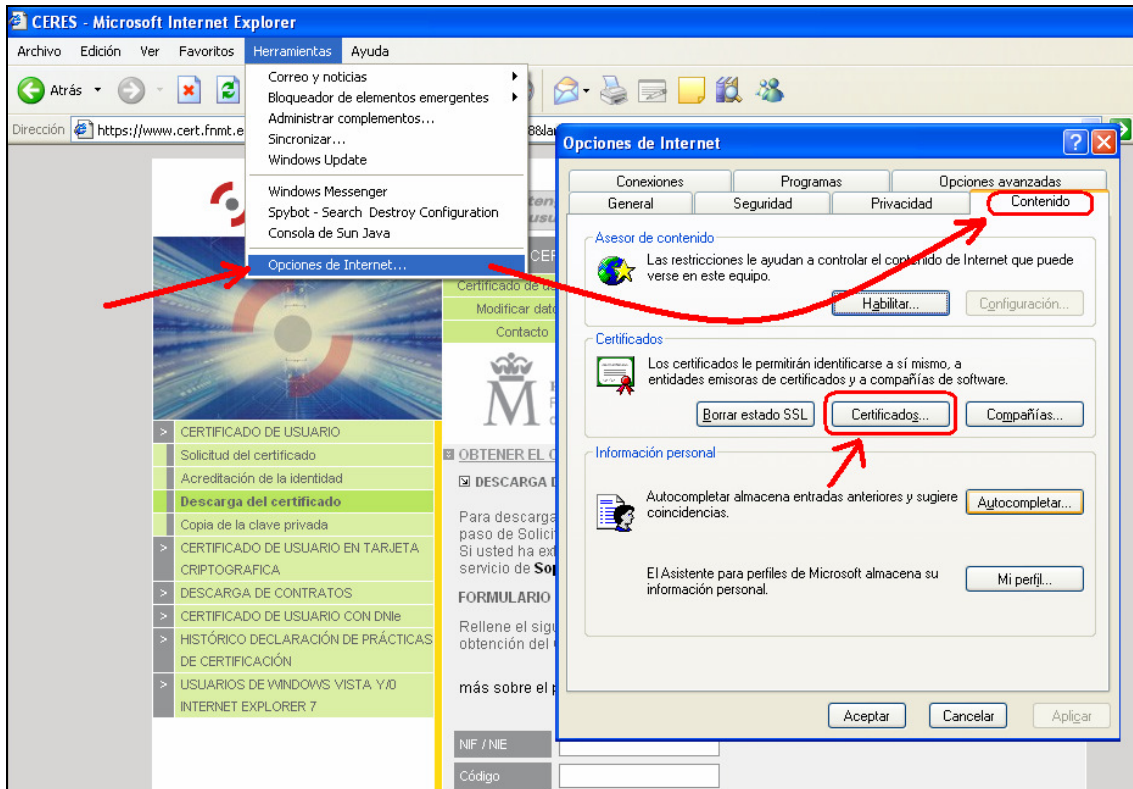 CERES - Microsoft Internet Explorer
Archivo Edición Ver Favoritos Herramientas Ayuda
Atrás
Dirección https://www.cert.fnmt.e
Correo y noticias
Bloqueador de elementos emergentes
Administrar complementos...
Sincronizar...
Windows Update
Windows Messenger
Spybot - Search Destroy Configuration
Consola de Sun Java
Opciones de Internet...
Certificado de us
Modificar dato
Contacto
> CERTIFICADO DE USUARIO
Solicitud del certificado
Acreditación de la identidad
Descarga del certificado
Copia de la clave privada
> CERTIFICADO DE USUARIO EN TARJETA
CRIPTOGRAFICA
> DESCARGA DE CONTRATOS
> CERTIFICADO DE USUARIO CON DNIe
> HISTÓRICO DECLARACIÓN DE PRÁCTICAS
DE CERTIFICACIÓN
> USUARIOS DE WINDOWS VISTA Y/O
INTERNET EXPLORER 7
OBTENER EL C
DESCARGA D
Para descarga
paso de Solicit
Si usted ha ext
servicio de Sop
FORMULARIO
Rellene el sigu
obtención del
más sobre el p
NIF / NIE
Código
Opciones de Internet
Conexiones Programas Opciones avanzadas
General Seguridad Privacidad Contenido
Asesor de contenido
Las restricciones le ayudan a controlar el contenido de Internet que puede
verse en este equipo.
Habilitar... Configuración...
Certificados
Los certificados le permitirán identificarse a sí mismo, a
entidades emisoras de certificados y a compañías de software.
Borrar estado SSL Certificados... Compañías...
Información personal
Autocompletar almacena entradas anteriores y sugiere
coincidencias.
Autocompletar...
El Asistente para perfiles de Microsoft almacena su
información personal.
Mi perfil...
Aceptar Cancelar Aplicar